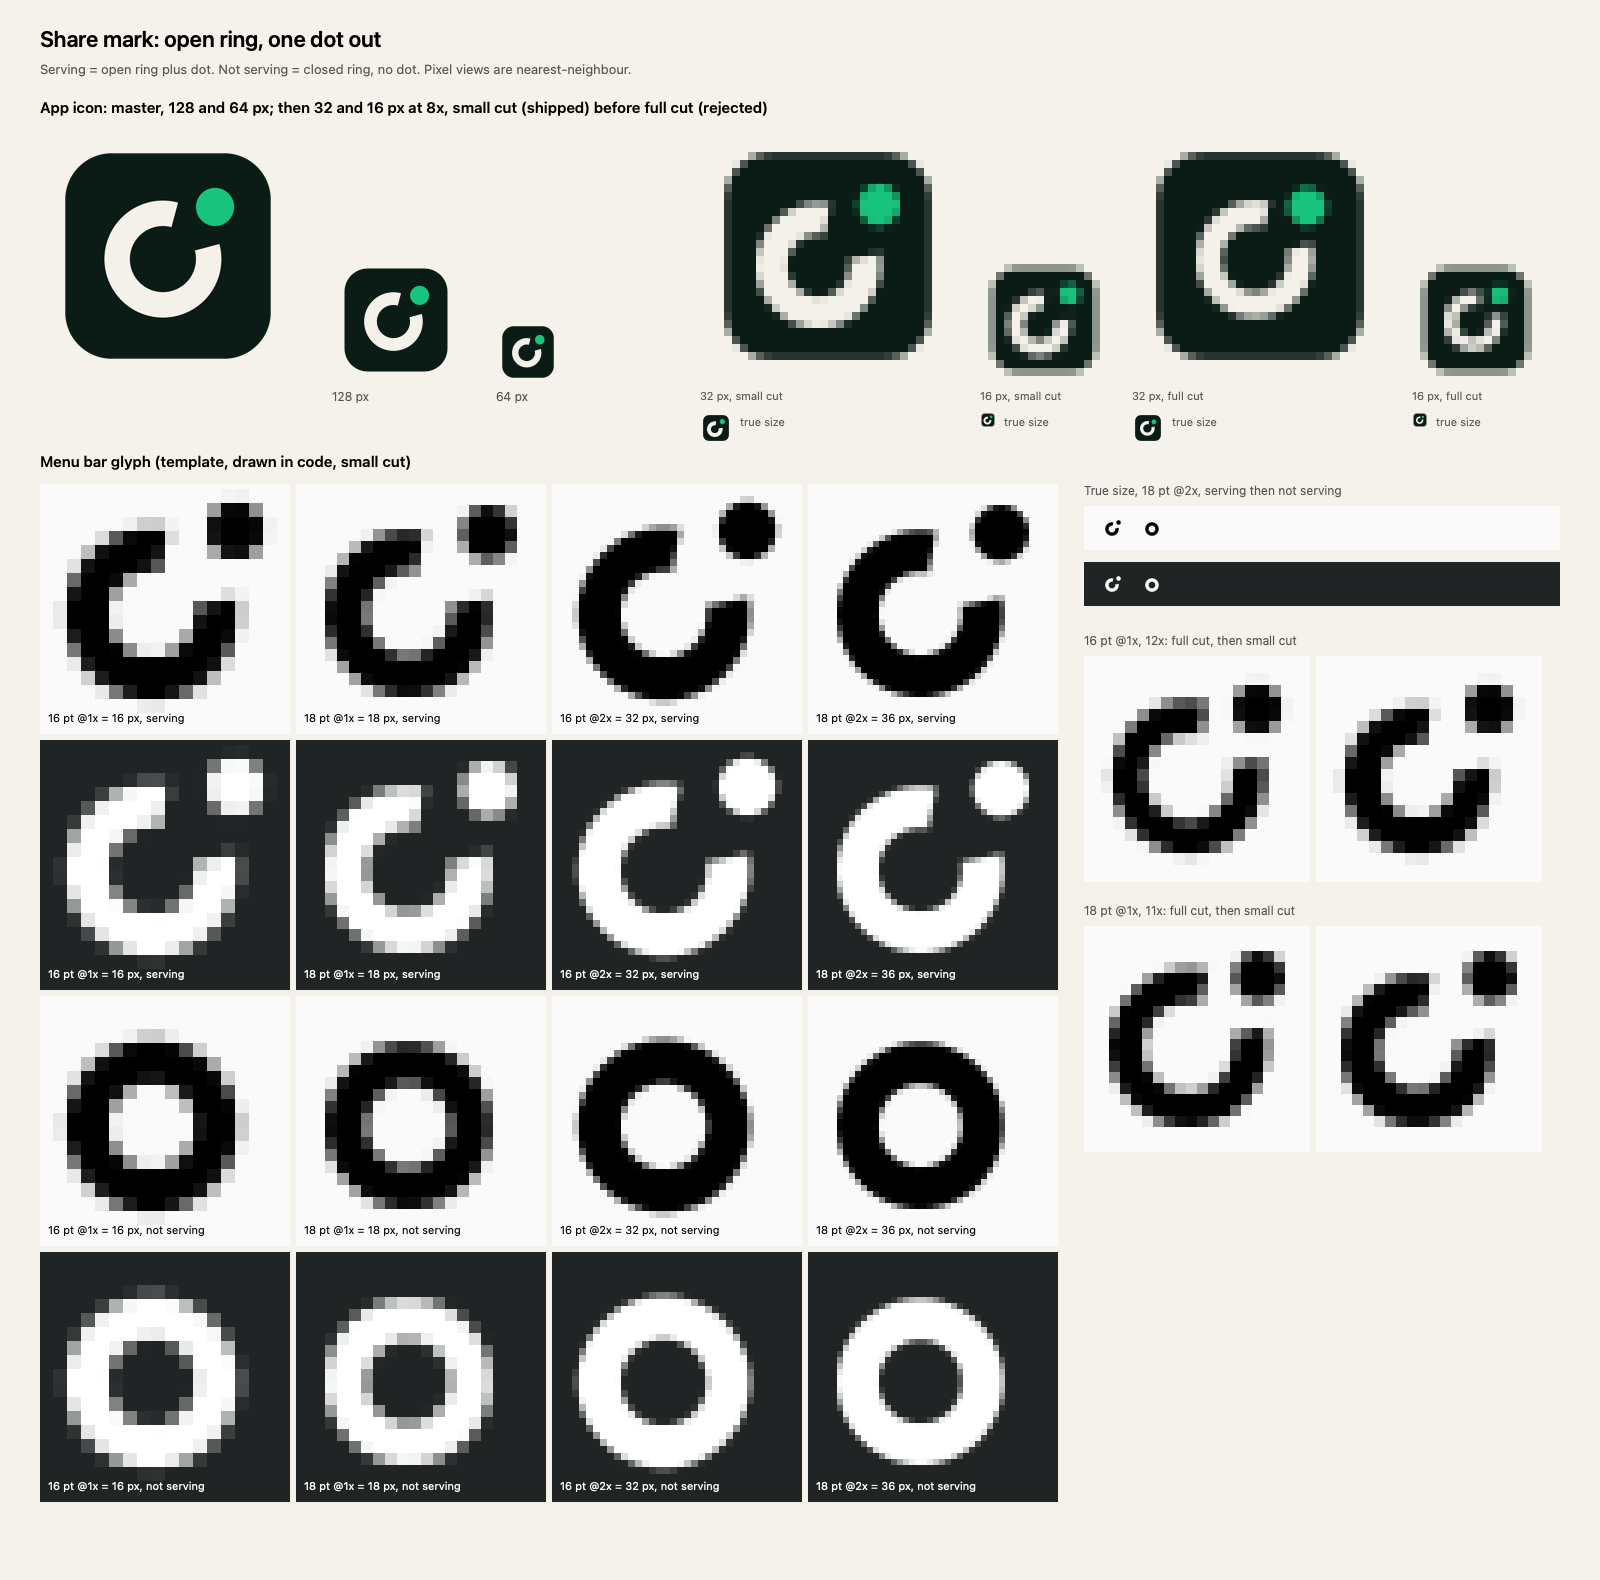 Share mark: open ring, one dot out
Serving = open ring plus dot. Not serving = closed ring, no dot. Pixel views are nearest-neighbour.
App icon: master, 128 and 64 px; then 32 and 16 px at 8x, small cut (shipped) before full cut (rejected)
128 px
64 px
32 px, small cut
16 px, small cut
32 px, full cut
16 px, full cut
true size
true size
true size
true size
Menu bar glyph (template, drawn in code, small cut)
16 pt @1x = 16 px, serving
18 pt @1x = 18 px, serving
16 pt @2x = 32 px, serving
18 pt @2x = 36 px, serving
16 pt @1x = 16 px, serving
18 pt @1x = 18 px, serving
16 pt @2x = 32 px, serving
18 pt @2x = 36 px, serving
16 pt @1x = 16 px, not serving
18 pt @1x = 18 px, not serving
16 pt @2x = 32 px, not serving
18 pt @2x = 36 px, not serving
16 pt @1x = 16 px, not serving
18 pt @1x = 18 px, not serving
16 pt @2x = 32 px, not serving
18 pt @2x = 36 px, not serving
True size, 18 pt @2x, serving then not serving
16 pt @1x, 12x: full cut, then small cut
18 pt @1x, 11x: full cut, then small cut